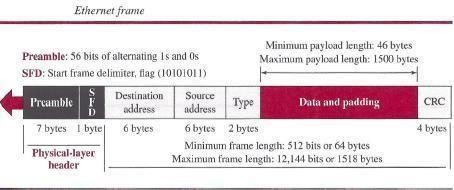 Ethernet frame
Preamble: 56 bits of alternating 1s and 0s
SFD: Start frame delimiter, flag (10101011)
Minimum payload length: 46 bytes
Maximum payload length: 1500 bytes
Preamble
S
F
D
Destination
address
Source
address
Type
Data and padding
CRC
7 bytes
1 byte
6 bytes
6 bytes
2 bytes
4 bytes
Physical-layer
header
Minimum frame length: 512 bits or 64 bytes
Maximum frame length: 12,144 bits or 1518 bytes